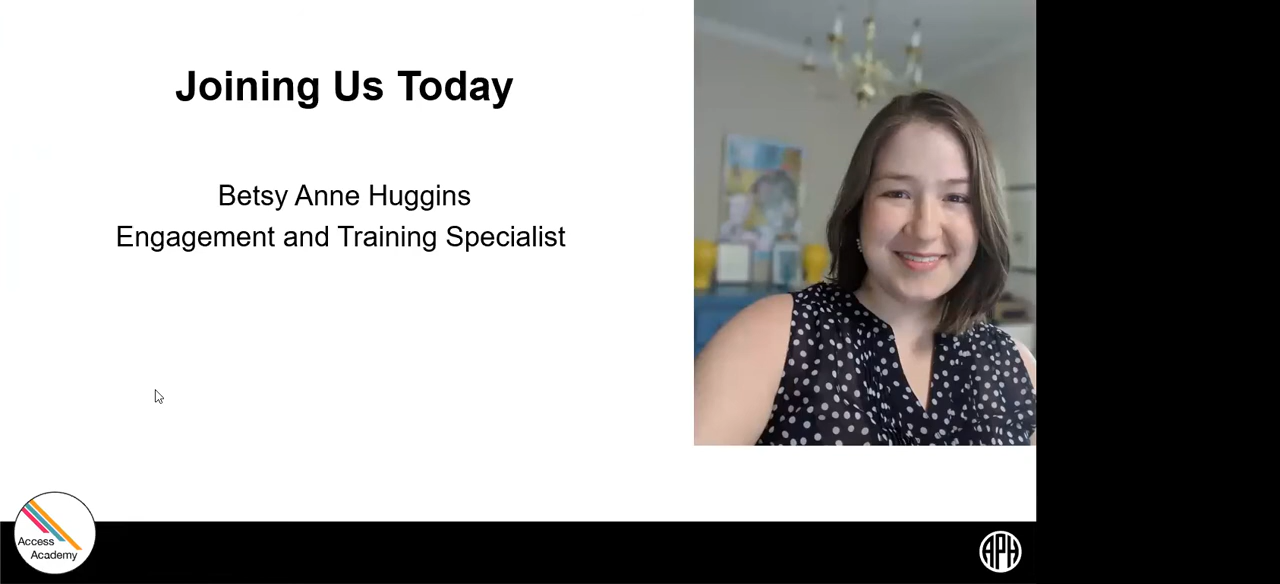 Joining Us Today
Betsy Anne Huggins
Engagement and Training Specialist
Access
Academy
APH